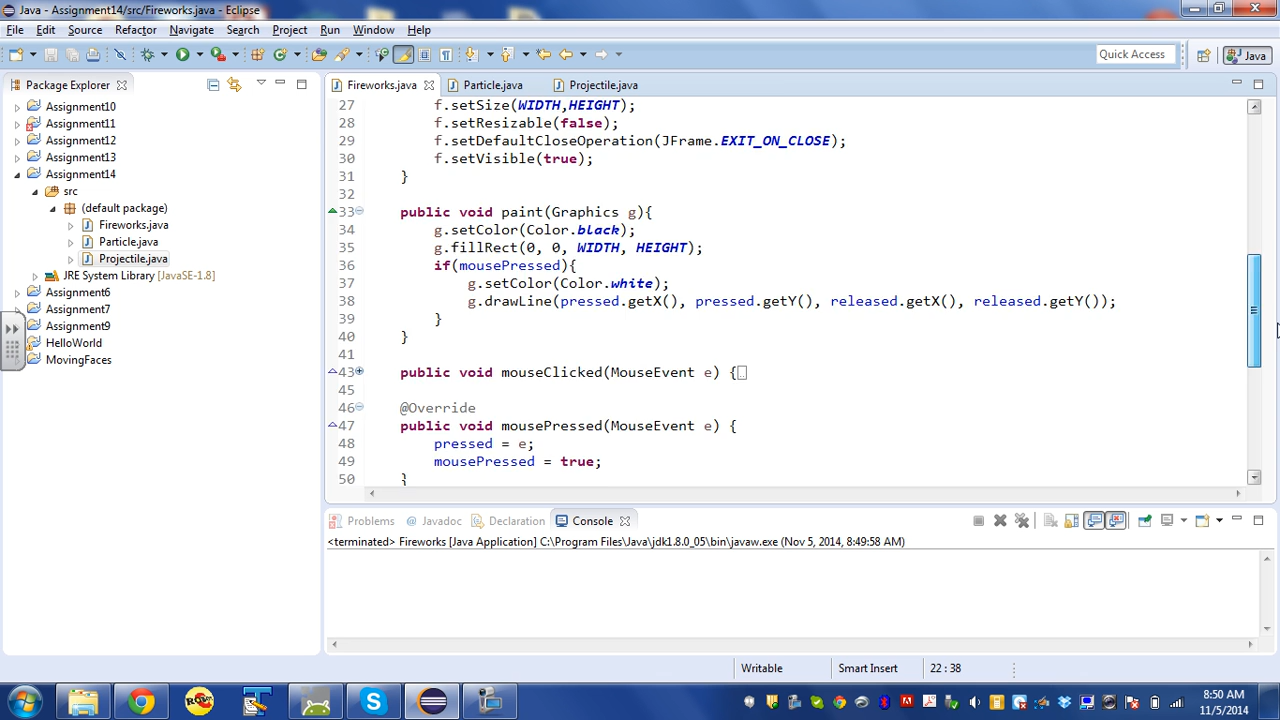 Java - Assignment14/src/Fireworks.java - Eclipse
File Edit Source Refactor Navigate Search Project Run Window Help
Quick Access
Java
Package Explorer
Fireworks.java Particle.java Projectile.java
Assignment10
Assignment11
Assignment12
Assignment13
Assignment14
src
(default package)
Fireworks.java
Particle.java
Projectile.java
JRE System Library [JavaSE-1.8]
Assignment6
Assignment7
Assignment9
HelloWorld
MovingFaces
27 f.setSize(WIDTH,HEIGHT);
28 f.setResizable(false);
29 f.setDefaultCloseOperation(JFrame.EXIT_ON_CLOSE);
30 f.setVisible(true);
31 }
32
33 public void paint(Graphics g){
34 g.setColor(Color.black);
35 g.fillRect(0, 0, WIDTH, HEIGHT);
36 if(mousePressed){
37 g.setColor(Color.white);
38 g.drawLine(pressed.getX(), pressed.getY(), released.getX(), released.getY());
39 }
40 }
41
43 public void mouseClicked(MouseEvent e) {
45
46 @Override
47 public void mousePressed(MouseEvent e) {
48 pressed = e;
49 mousePressed = true;
50 }
Problems @ Javadoc Declaration Console
<terminated> Fireworks [Java Application] C:\Program Files\Java\jdk1.8.0_05\bin\javaw.exe (Nov 5, 2014, 8:49:58 AM)
Writable Smart Insert 22 : 38
8:50 AM
11/5/2014